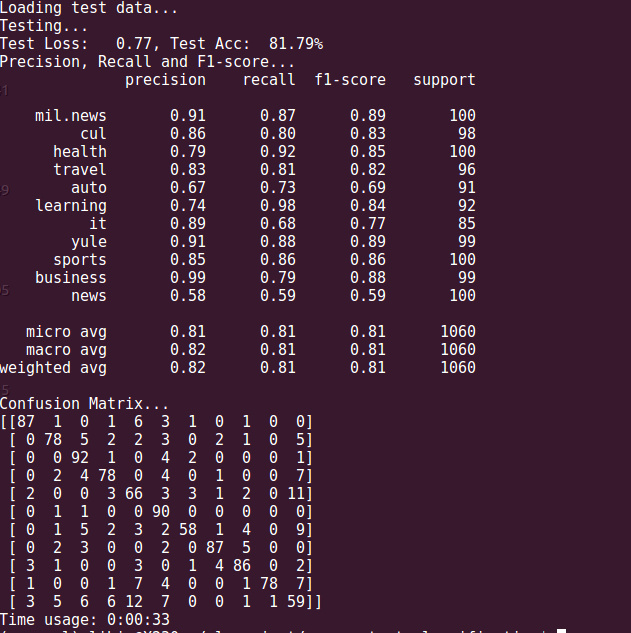 Loading test data...
Testing...
Test Loss:   0.77, Test Acc:  81.79%
Precision, Recall and F1-score...
              precision    recall  f1-score   support

    mil.news       0.91      0.87      0.89       100
         cul       0.86      0.80      0.83        98
      health       0.79      0.92      0.85       100
      travel       0.83      0.81      0.82        96
        auto       0.67      0.73      0.69        91
    learning       0.74      0.98      0.84        92
          it       0.89      0.68      0.77        85
        yule       0.91      0.88      0.89        99
      sports       0.85      0.86      0.86       100
    business       0.99      0.79      0.88        99
        news       0.58      0.59      0.59       100

   micro avg       0.81      0.81      0.81      1060
   macro avg       0.82      0.81      0.81      1060
weighted avg       0.82      0.81      0.81      1060

Confusion Matrix...
[[87  1  0  1  6  3  1  0  1  0  0]
 [ 0 78  5  2  2  3  0  2  1  0  5]
 [ 0  0 92  1  0  4  2  0  0  0  1]
 [ 0  2  4 78  0  4  0  1  0  0  7]
 [ 2  0  0  3 66  3  3  1  2  0 11]
 [ 0  1  1  0  0 90  0  0  0  0  0]
 [ 0  1  5  2  3  2 58  1  4  0  9]
 [ 0  2  3  0  0  2  0 87  5  0  0]
 [ 3  1  0  0  3  0  1  4 86  0  2]
 [ 1  0  0  1  7  4  0  0  1 78  7]
 [ 3  5  6  6 12  7  0  0  1  1 59]]
Time usage: 0:00:33